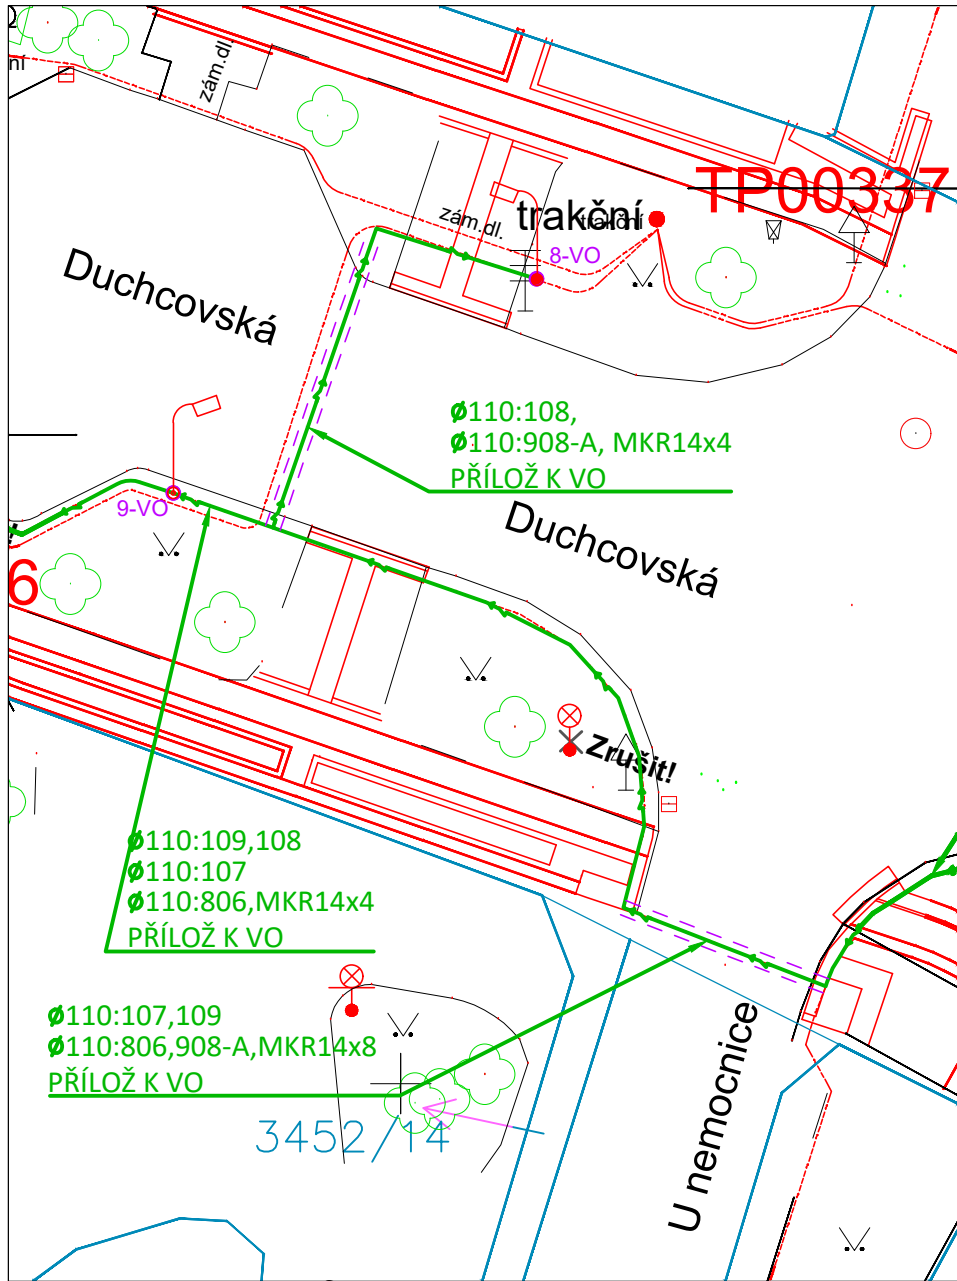 ní
zám.dl.
TP00337
trakční
trakční
zám.dl.
8-VO
Duchcovská
ø110:108,
ø110:908-A, MKR14x4
PŘÍLOŽ K VO
9-VO
Duchcovská
6
Zrušit!
ø110:109,108
ø110:107
ø110:806,MKR14x4
PŘÍLOŽ K VO
ø110:107,109
ø110:806,908-A,MKR14x8
PŘÍLOŽ K VO
3452/14
U nemocnice